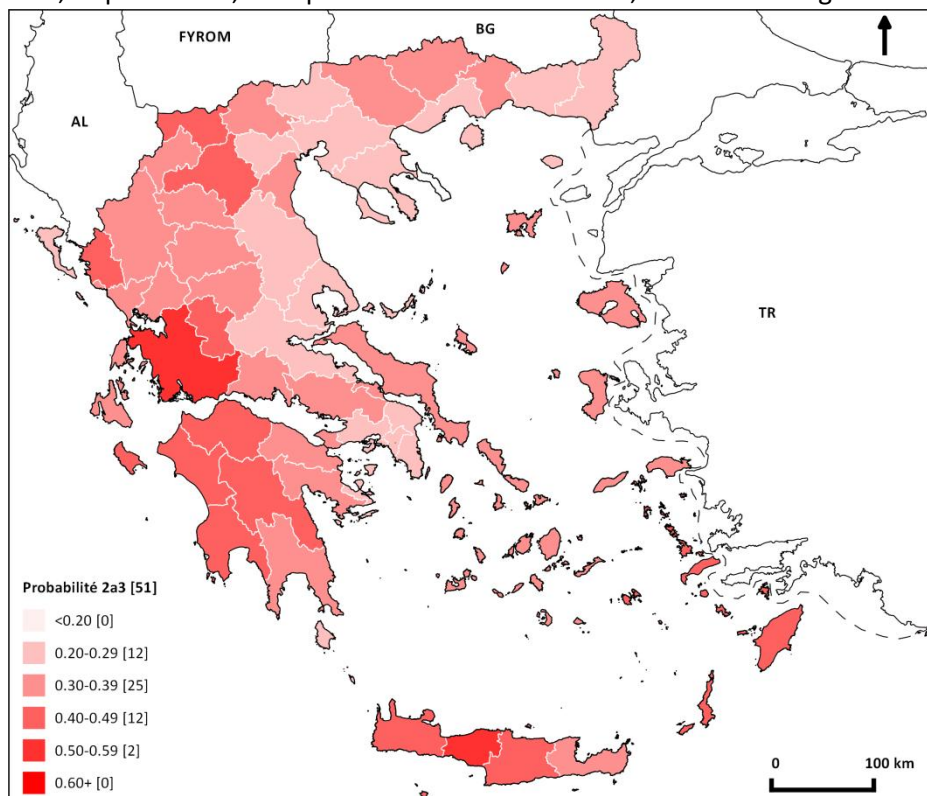 FYROM
BG
AL
TR
Probabilité 2a3 [51]
<0.20 [0]
0.20-0.29 [12]
0.30-0.39 [25]
0.40-0.49 [12]
0.50-0.59 [2]
0.60+ [0]
0 100 km